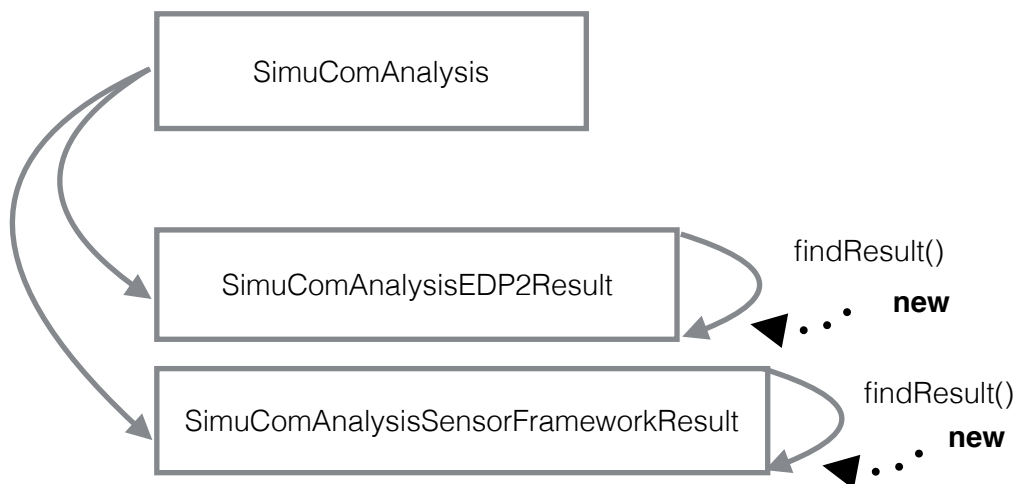 SimuComAnalysis
SimuComAnalysisEDP2Result
findResult()
new
SimuComAnalysisSensorFrameworkResult
findResult()
new